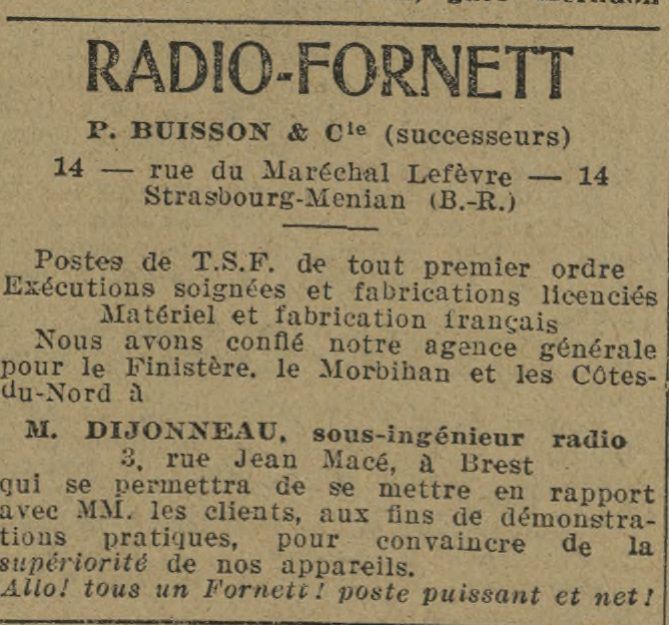 RADIO-FORNETT
P. BUISSON & Cie (successeurs)
14 — rue du Maréchal Lefèvre — 14
Strasbourg-Menian (B.-R.)
Postes de T.S.F. de tout premier ordre
Exécutions soignées et fabrications licenciés
Matériel et fabrication français
Nous avons conflé notre agence générale
pour le Finistère. le Morbihan et les Côtes-
du-Nord à
M. DIJONNEAU, sous-ingénieur radio
3, rue Jean Macé, à Brest
qui se permettra de se mettre en rapport
avec MM. les clients, aux fins de démonstra-
tions pratiques, pour convaincre de la
supériorité de nos appareils.
Allo! tous un Fornett! poste puissant et net!